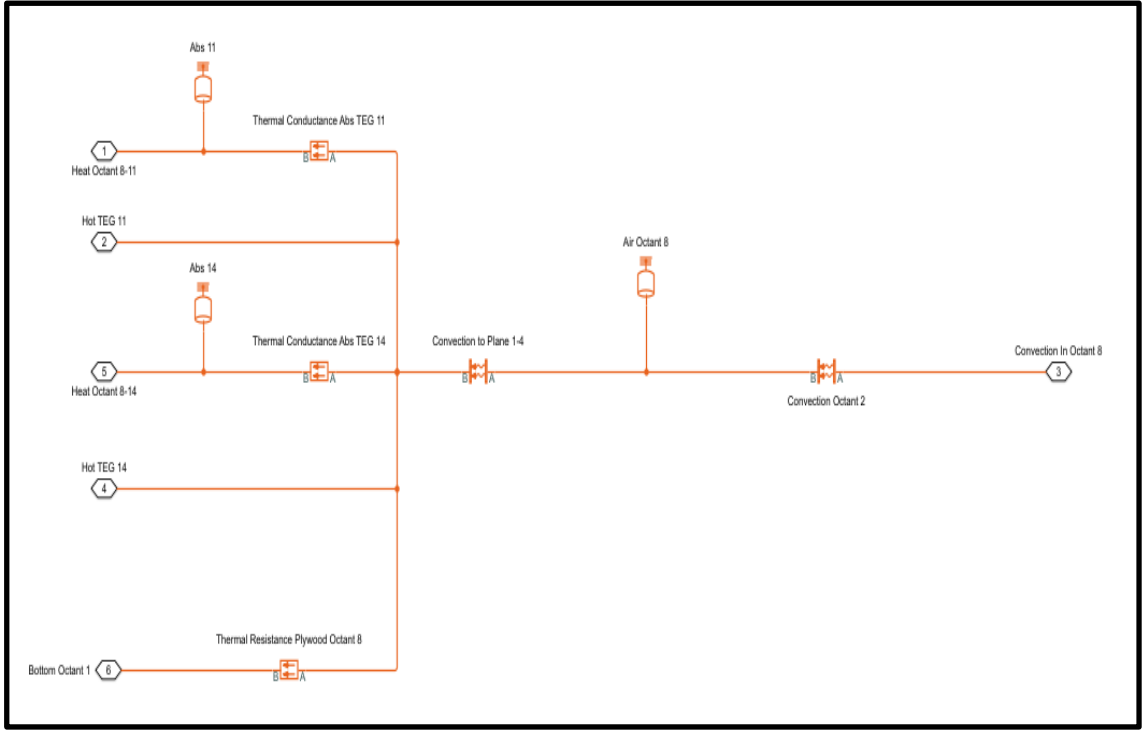 Abs 11
Thermal Conductance Abs TEG 11
B A
1
Heat Octant 8-11
Hot TEG 11
2
Air Octant 8
Abs 14
Thermal Conductance Abs TEG 14
Convection to Plane 1-4
Convection In Octant 8
5
B A
B A
B A
3
Heat Octant 8-14
Convection Octant 2
Hot TEG 14
4
Thermal Resistance Plywood Octant 8
Bottom Octant 1
6
B A